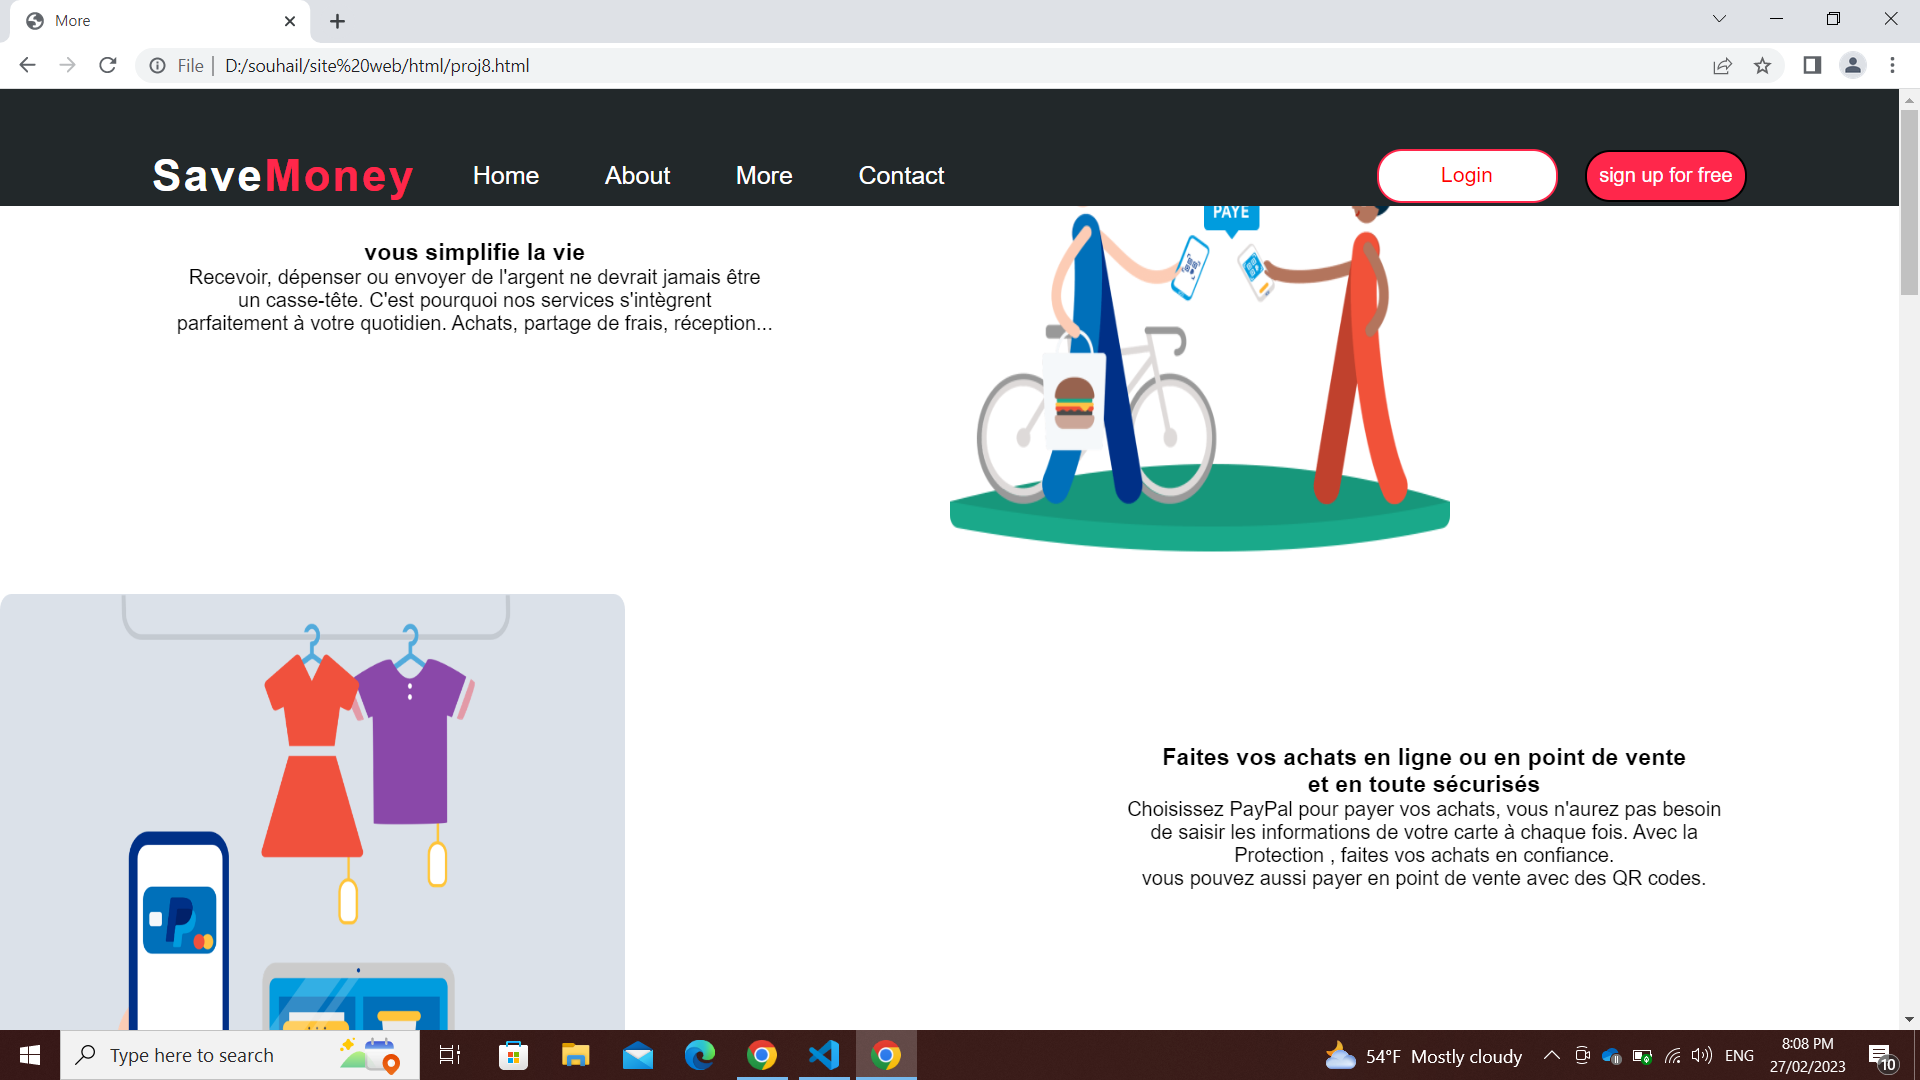 More
File
D:/souhail/site%20web/html/proj8.html
SaveMoney
Home
About
More
Contact
Login
sign up for free
PAYE
vous simplifie la vie
Recevoir, dépenser ou envoyer de l'argent ne devrait jamais être
un casse-tête. C'est pourquoi nos services s'intègrent
parfaitement à votre quotidien. Achats, partage de frais, réception...
Faites vos achats en ligne ou en point de vente
et en toute sécurisés
Choisissez PayPal pour payer vos achats, vous n'aurez pas besoin
de saisir les informations de votre carte à chaque fois. Avec la
Protection , faites vos achats en confiance.
vous pouvez aussi payer en point de vente avec des QR codes.
Type here to search
54°F Mostly cloudy
ENG
8:08 PM
27/02/2023
10